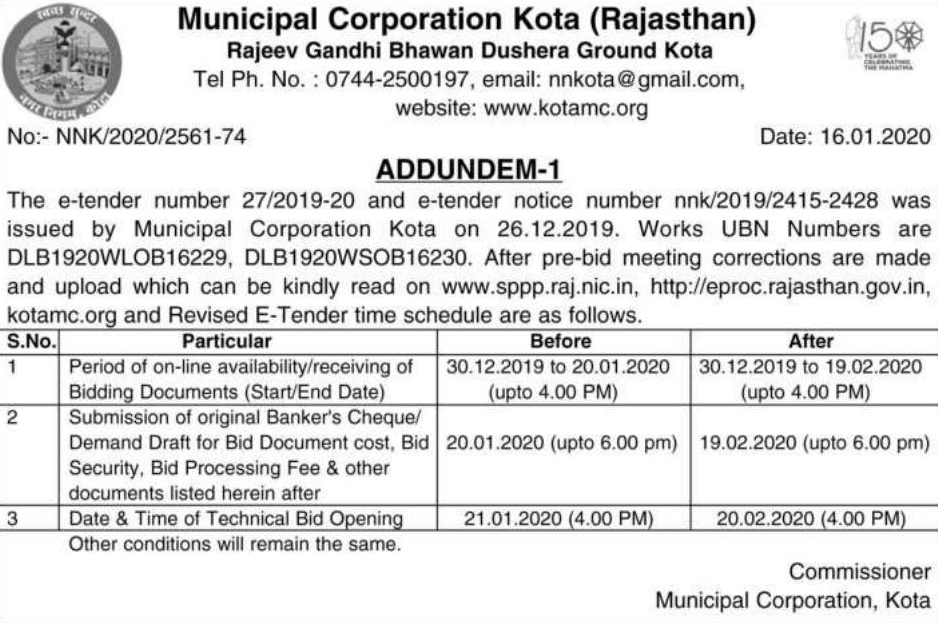 स्वच्छ सुन्दर
नगर निगम, कोटा
Municipal Corporation Kota (Rajasthan)
Rajeev Gandhi Bhawan Dushera Ground Kota
Tel Ph. No. : 0744-2500197, email: nnkota@gmail.com,
website: www.kotamc.org
150
YEARS OF
CELEBRATING
THE MAHATMA
No:- NNK/2020/2561-74 Date: 16.01.2020
ADDUNDEM-1
The e-tender number 27/2019-20 and e-tender notice number nnk/2019/2415-2428 was
issued by Municipal Corporation Kota on 26.12.2019. Works UBN Numbers are
DLB1920WLOB16229, DLB1920WSOB16230. After pre-bid meeting corrections are made
and upload which can be kindly read on www.sppp.raj.nic.in, http://eproc.rajasthan.gov.in,
kotamc.org and Revised E-Tender time schedule are as follows.
S.No. Particular Before After
1 Period of on-line availability/receiving of 30.12.2019 to 20.01.2020 30.12.2019 to 19.02.2020
Bidding Documents (Start/End Date) (upto 4.00 PM) (upto 4.00 PM)
2 Submission of original Banker's Cheque/
Demand Draft for Bid Document cost, Bid 20.01.2020 (upto 6.00 pm) 19.02.2020 (upto 6.00 pm)
Security, Bid Processing Fee & other
documents listed herein after
3 Date & Time of Technical Bid Opening 21.01.2020 (4.00 PM) 20.02.2020 (4.00 PM)
Other conditions will remain the same.
Commissioner
Municipal Corporation, Kota